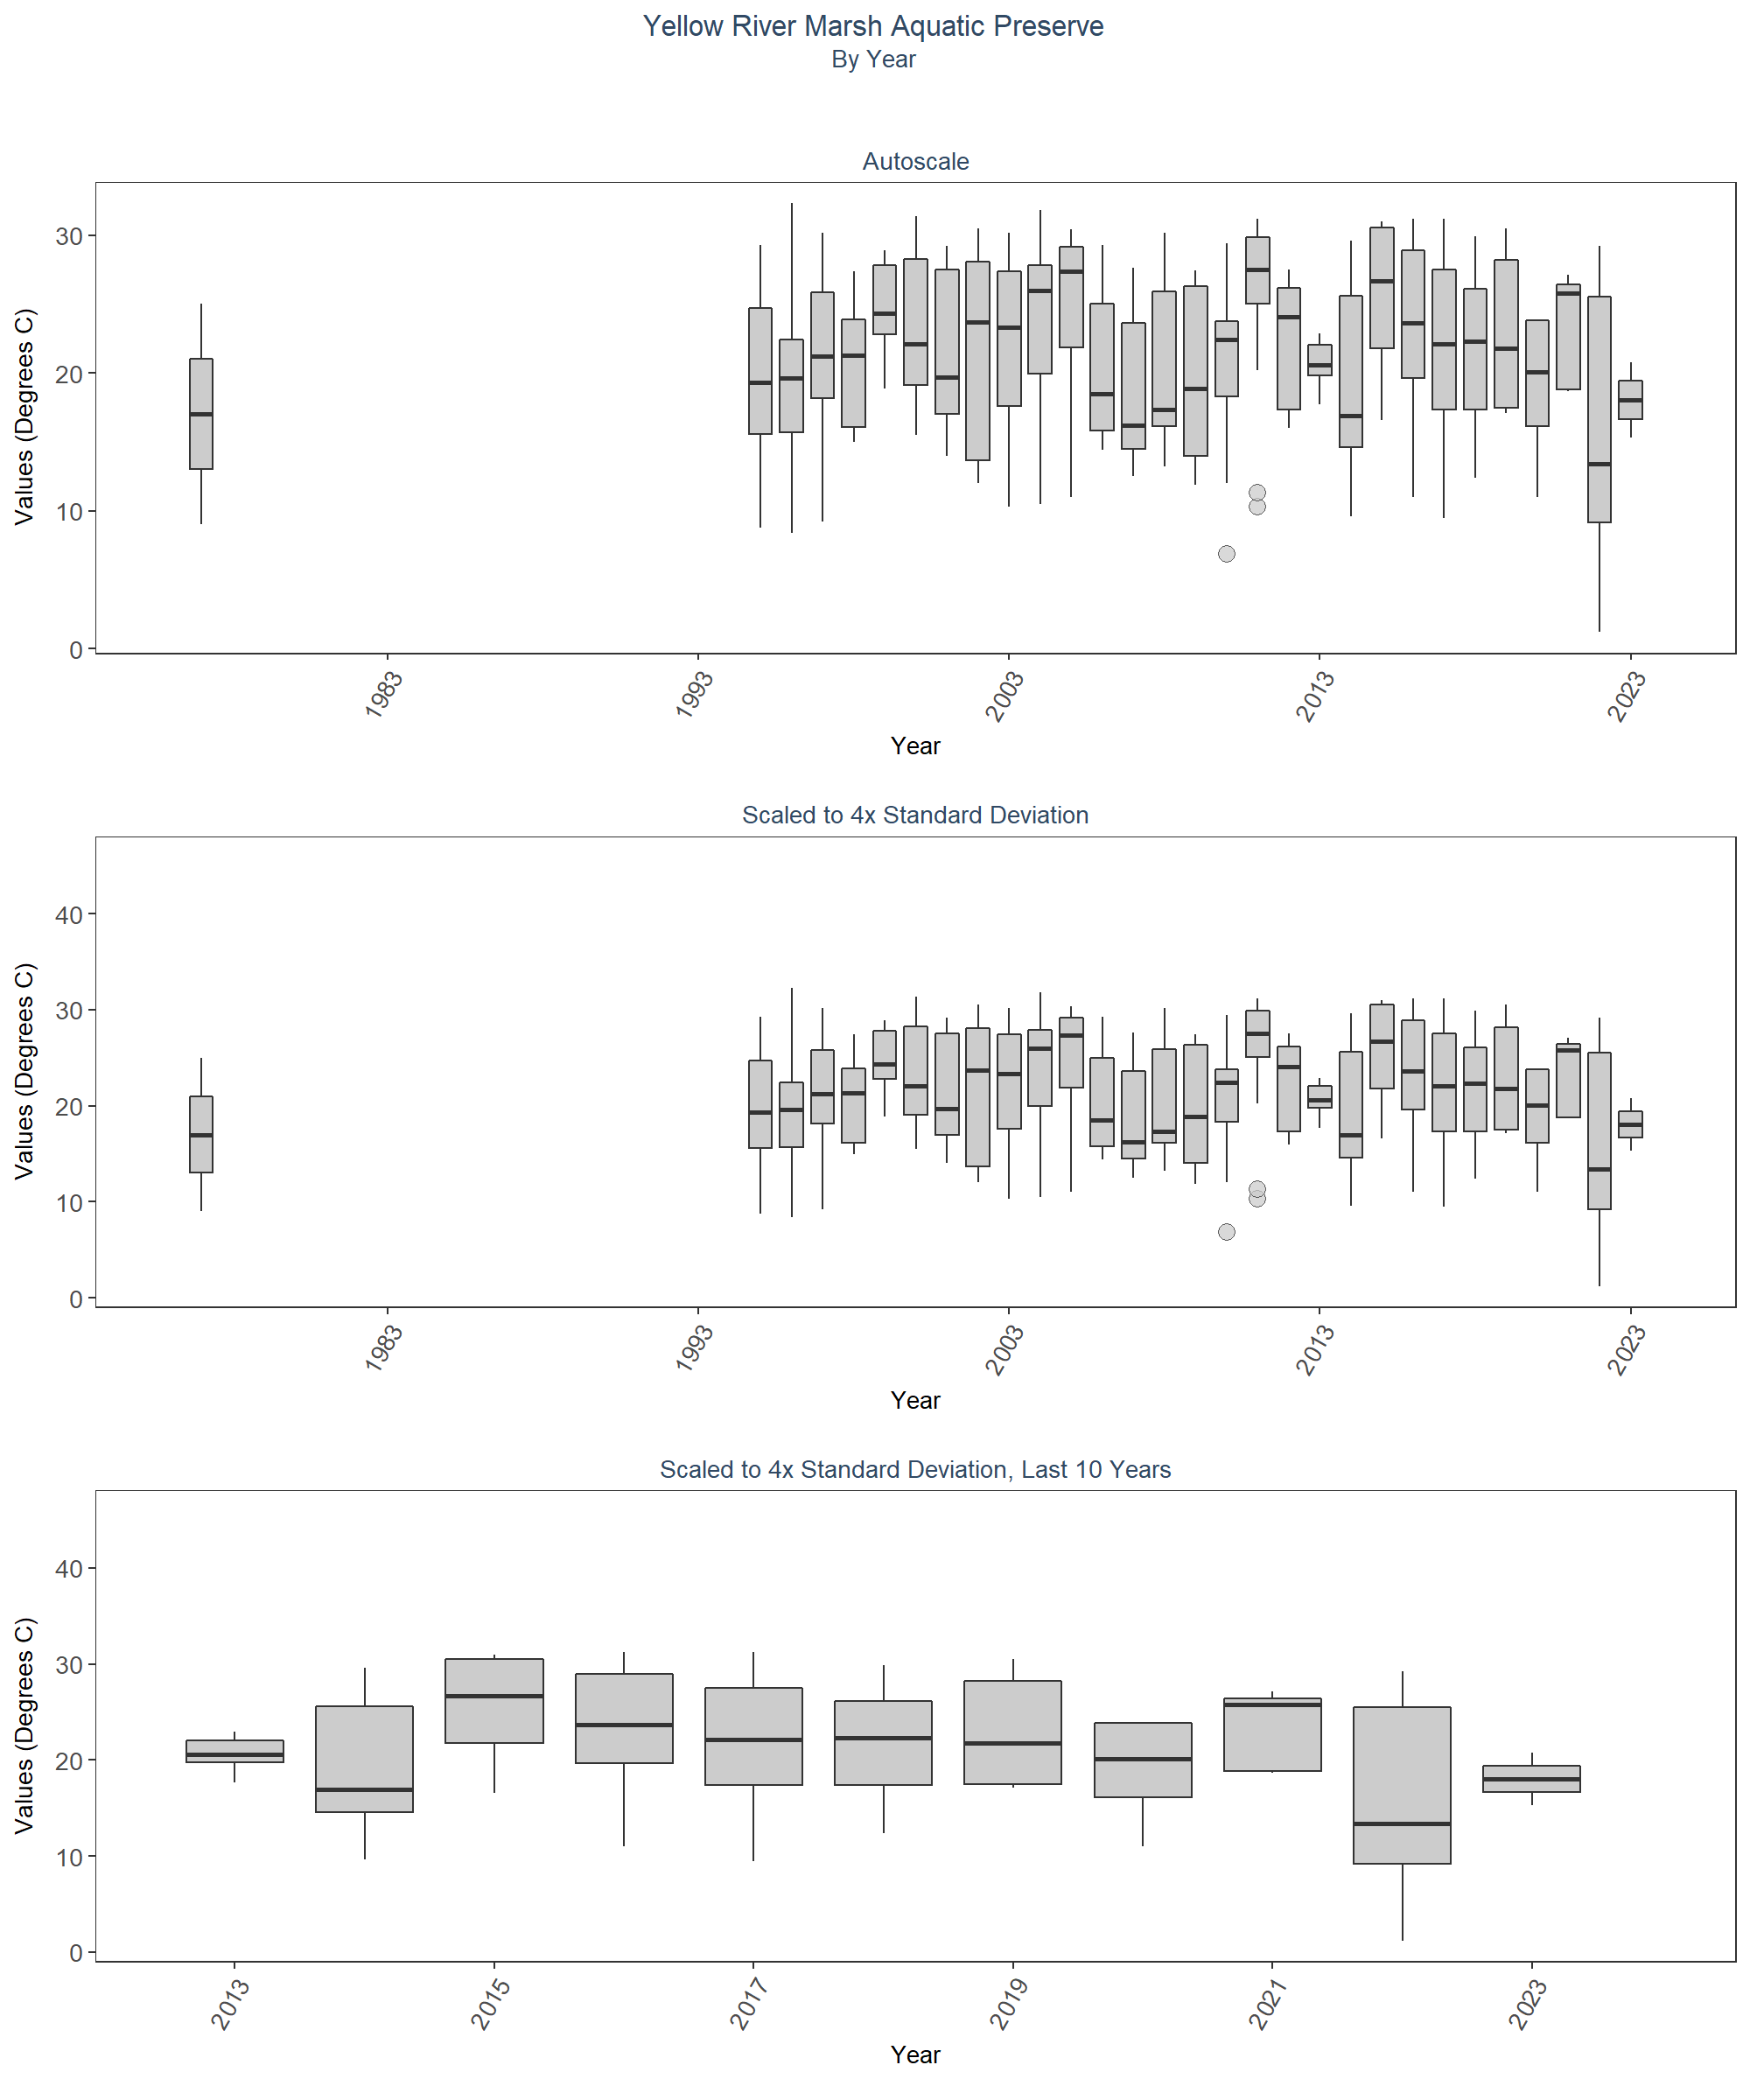 Yellow River Marsh Aquatic Preserve
By Year
Autoscale
Values (Degrees C)
30
20
10
0
1983
1993
2003
2013
2023
Year
Scaled to 4x Standard Deviation
Values (Degrees C)
40
30
20
10
0
1983
1993
2003
2013
2023
Year
Scaled to 4x Standard Deviation, Last 10 Years
Values (Degrees C)
40
30
20
10
0
2013
2015
2017
2019
2021
2023
Year